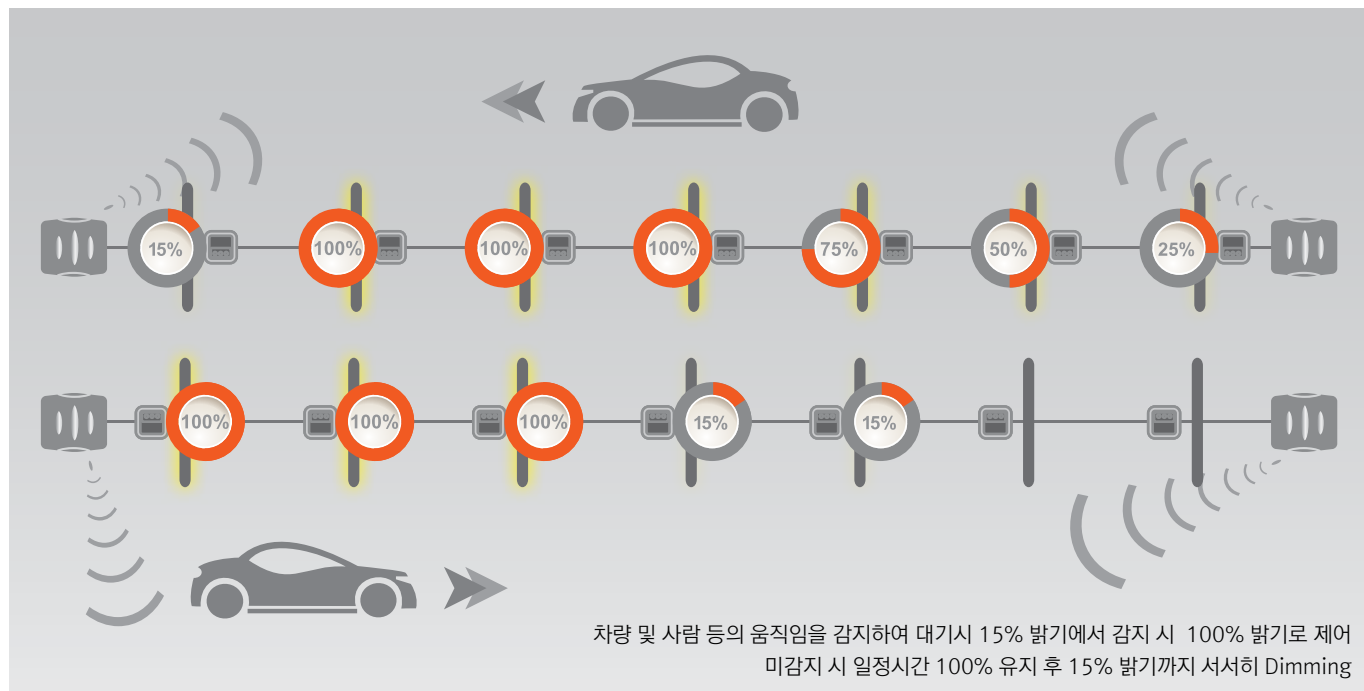 15% 100% 100% 100% 75% 50% 25%
100% 100% 100% 15% 15%
차량 및 사람 등의 움직임을 감지하여 대기시 15% 밝기에서 감지 시 100% 밝기로 제어
미감지 시 일정시간 100% 유지 후 15% 밝기까지 서서히 Dimming